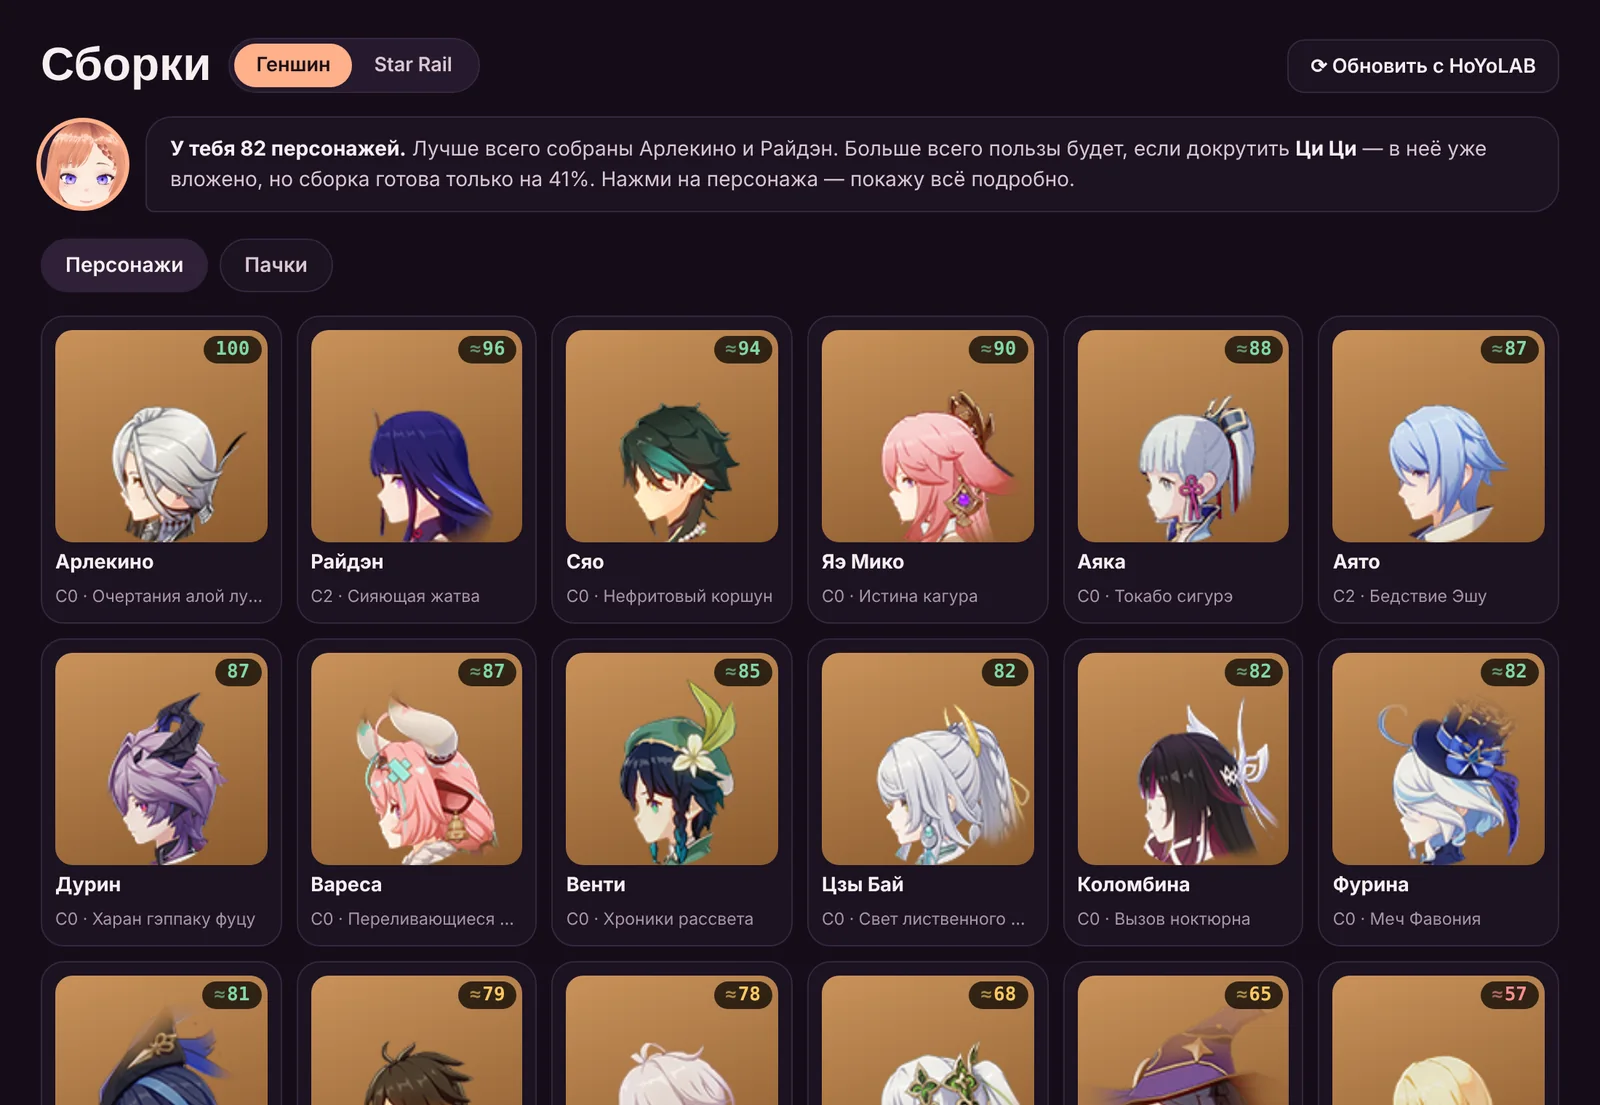 Сборки
Геншин
Star Rail
⟳ Обновить с HoYoLAB
У тебя 82 персонажей. Лучше всего собраны Арлекино и Райдэн. Больше всего пользы будет, если докрутить Ци Ци — в неё уже
вложено, но сборка готова только на 41%. Нажми на персонажа — покажу всё подробно.
Персонажи
Пачки
100
≈96
≈94
≈90
≈88
≈87
Арлекино
Райдэн
Сяо
Яэ Мико
Аяка
Аято
C0 · Очертания алой лу...
C2 · Сияющая жатва
C0 · Нефритовый коршун
C0 · Истина кагура
C0 · Токабо сигурэ
C2 · Бедствие Эшу
87
≈87
≈85
82
≈82
≈82
Дурин
Вареса
Венти
Цзы Бай
Коломбина
Фурина
C0 · Харан гэппаку фуцу
C0 · Переливающиеся ...
C0 · Хроники рассвета
C0 · Свет лиственного ...
C0 · Вызов ноктюрна
C0 · Меч Фавония
≈81
≈79
≈78
≈68
≈65
≈57